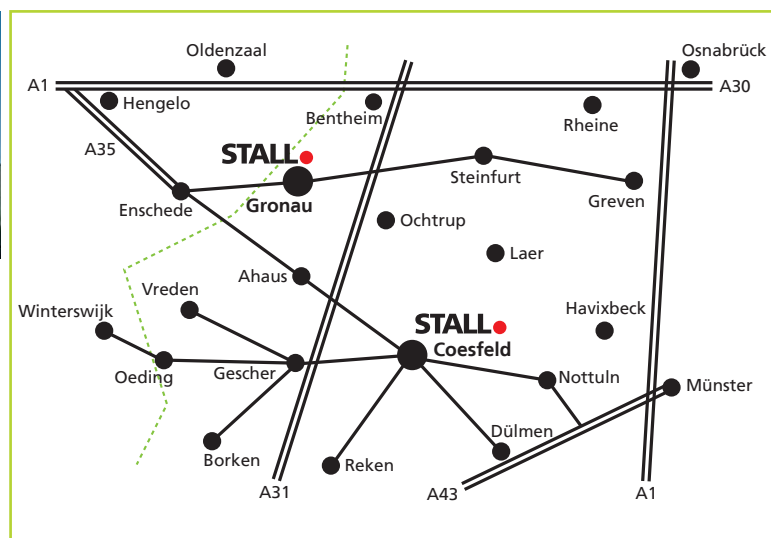 Oldenzaal
Osnabrück
A1
A30
Hengelo
Bentheim
Rheine
A35
STALL
Steinfurt
Enschede
Gronau
Greven
Ochtrup
Laer
Ahaus
Vreden
Winterswijk
Havixbeck
STALL
Coesfeld
Oeding
Gescher
Nottuln
Münster
Dülmen
Borken
Reken
A31
A43
A1